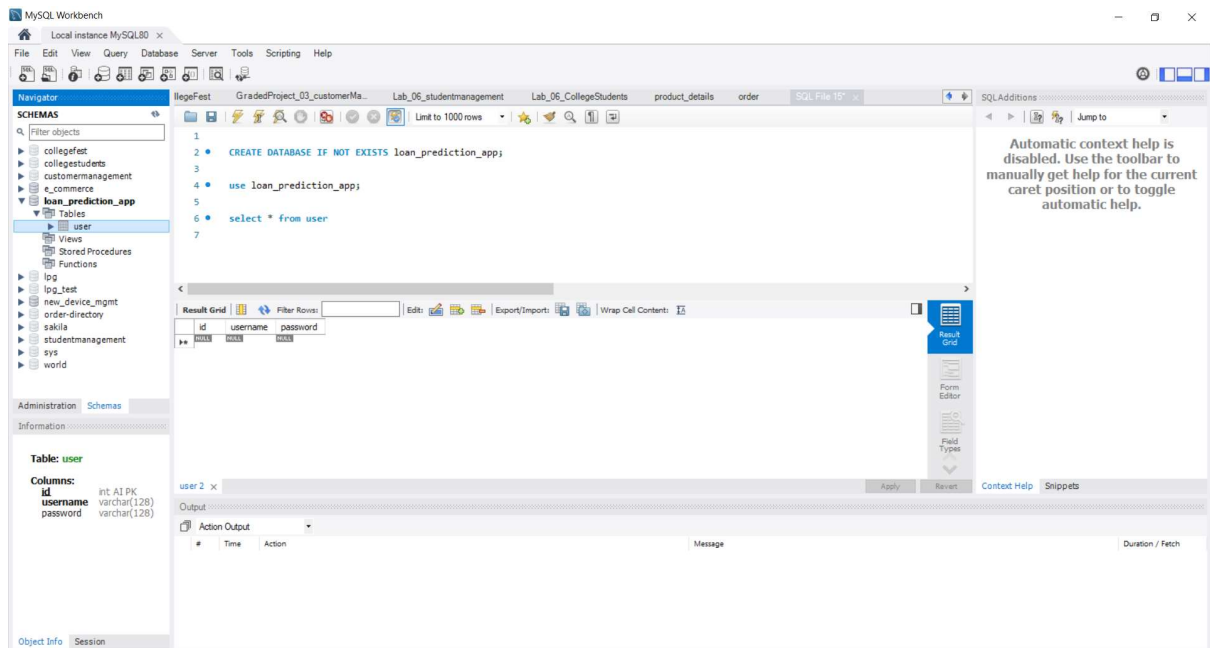 MySQL Workbench
Local instance MySQL80
File Edit View Query Database Server Tools Scripting Help
Navigator
SCHEMAS
Filter objects
collegefest
collegestudents
customermanagement
e_commerce
loan_prediction_app
Tables
user
Views
Stored Procedures
Functions
lpg
lpg_test
new_device_mgmt
order-directory
sakila
studentmanagement
sys
world
Administration Schemas
Information
Table: user
Columns:
id int AI PK
username varchar(128)
password varchar(128)
Object Info Session
llegeFest GradedProject_03_customerMa... Lab_06_studentmanagement Lab_06_CollegeStudents product_details order SQL File 15*
Limit to 1000 rows
1
2 CREATE DATABASE IF NOT EXISTS loan_prediction_app;
3
4 use loan_prediction_app;
5
6 select * from user
7
Result Grid Filter Rows: Edit: Export/Import: Wrap Cell Content:
id username password
NULL NULL NULL
Result Grid
Form Editor
Field Types
user 2 Apply Revert
Output
Action Output
# Time Action Message Duration / Fetch
SQLAdditions
Jump to
Automatic context help is
disabled. Use the toolbar to
manually get help for the current
caret position or to toggle
automatic help.
Context Help Snippets